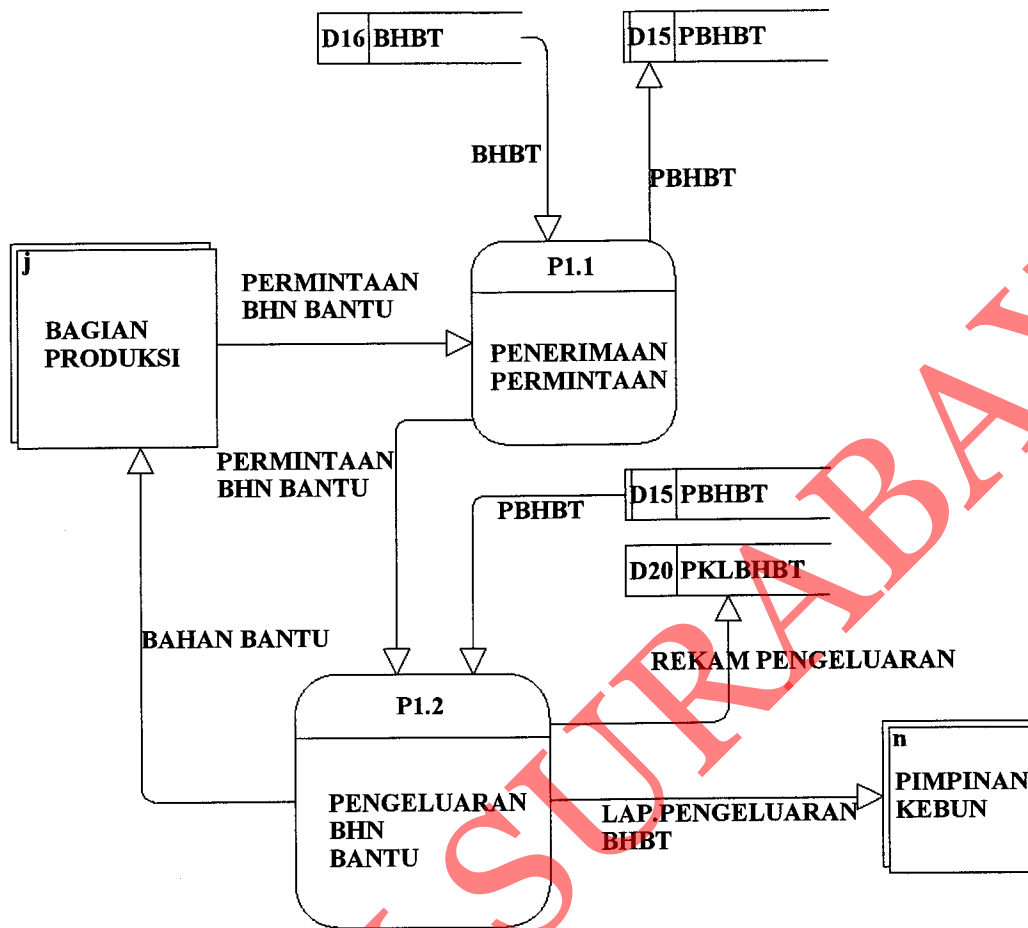 D16 BHBT
D15 PBHBT
BHBT
PBHBT
j
BAGIAN
PRODUKSI
PERMINTAAN
BHN BANTU
P1.1
PENERIMAAN
PERMINTAAN
PERMINTAAN
BHN BANTU
PBHBT
D15 PBHBT
D20 PKLBHBT
BAHAN BANTU
REKAM PENGELUARAN
P1.2
PENGELUARAN
BHN
BANTU
LAP.PENGELUARAN
BHBT
n
PIMPINAN
KEBUN
SURABAY